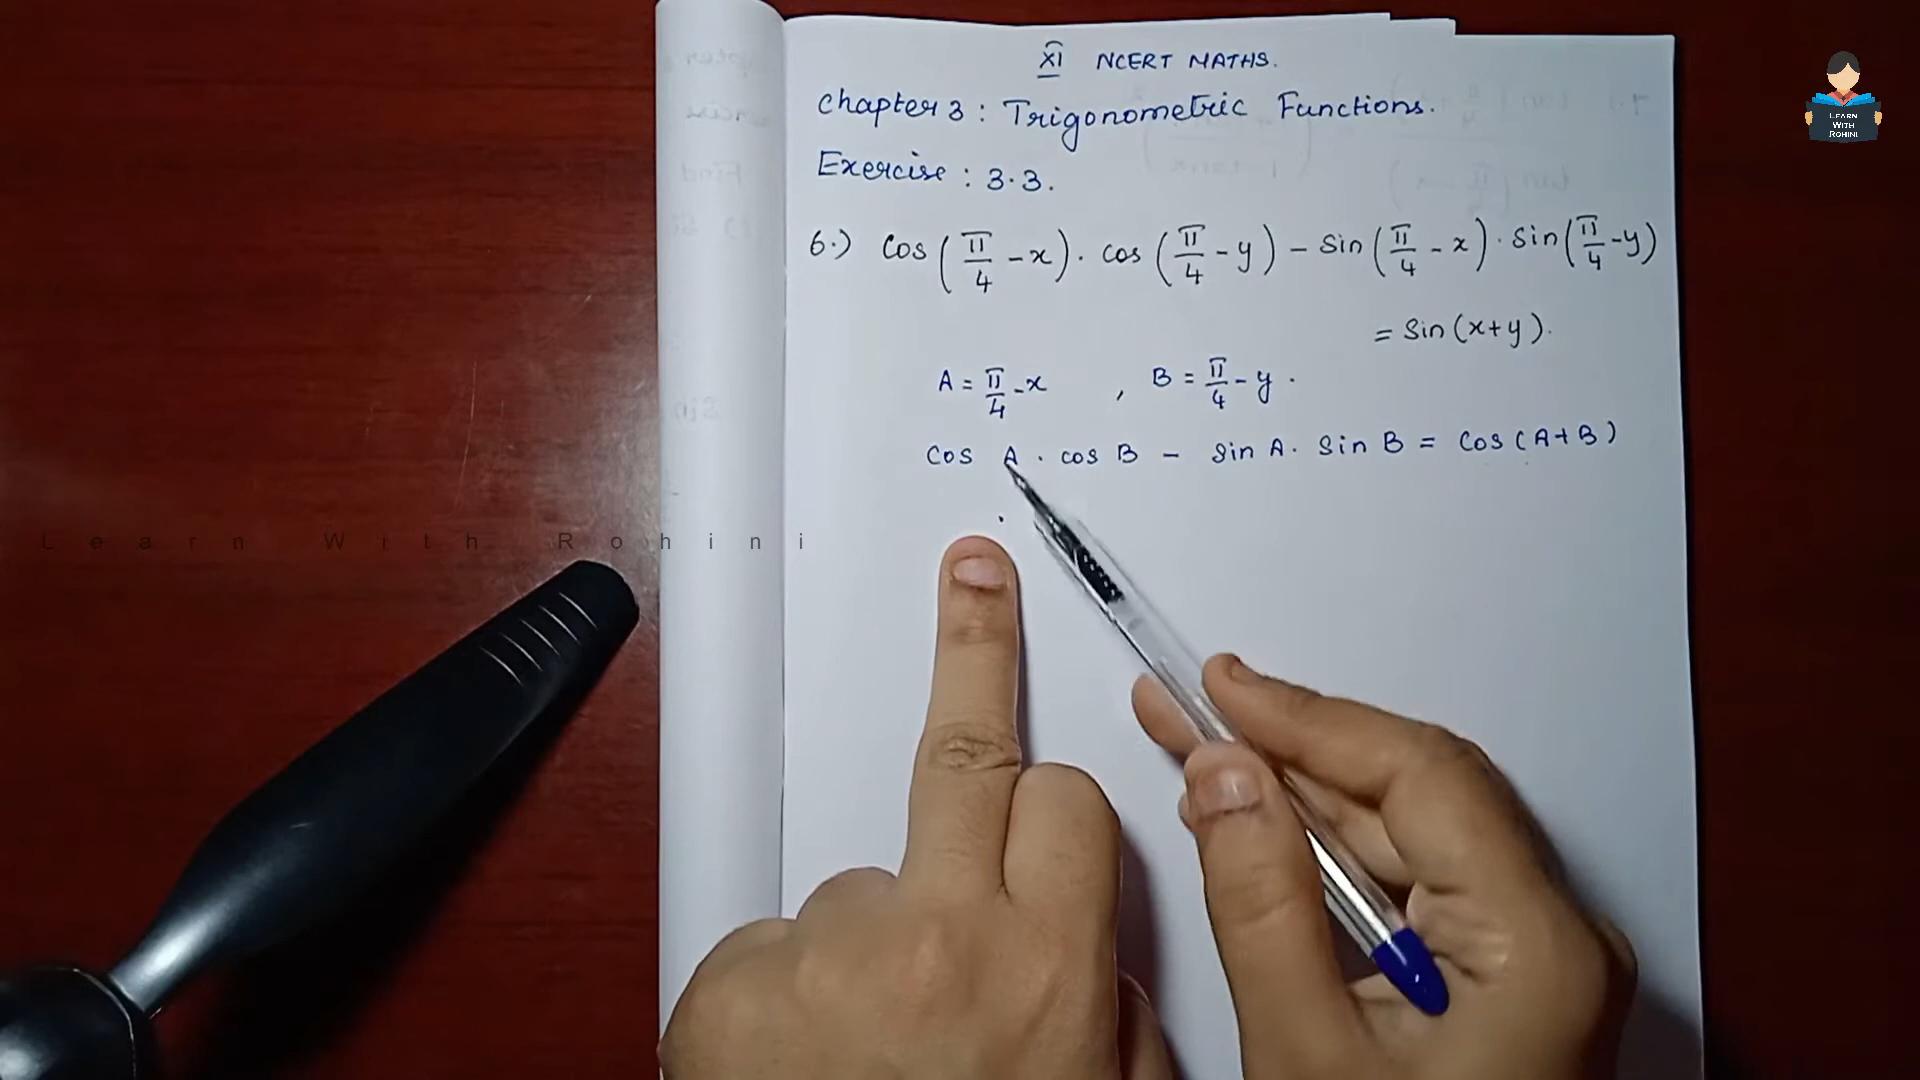 XI NCERT MATHS.
Chapter 3 : Trigonometric Functions.
Exercise : 3.3.
6.) Cos(π/4 - x) . cos(π/4 - y) - sin(π/4 - x) . sin(π/4 - y)
= Sin(x+y).
A = π/4 - x , B = π/4 - y .
Cos A . cos B - sin A . sin B = Cos(A+B)
Learn With Rohini
LEARN
WITH
ROHINI